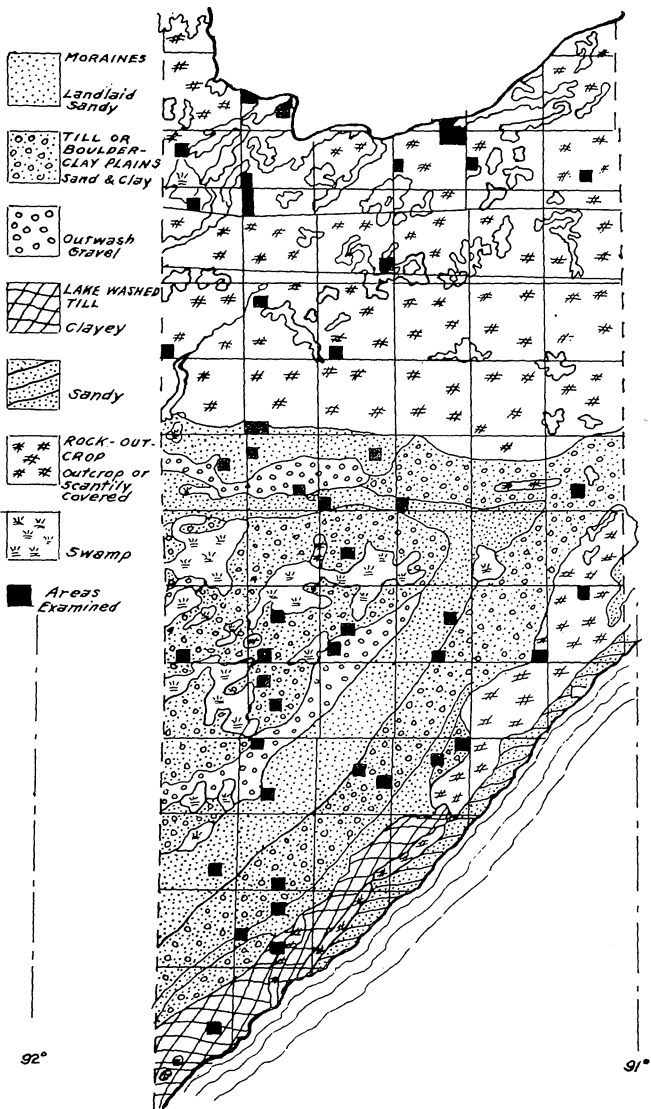 MORAINES
Landlaid
Sandy
TILL OR
BOULDER-
CLAY PLAINS
Sand & Clay
Outwash
Gravel
LAKE WASHED
TILL
Clayey
Sandy
ROCK-OUT-
CROP
Outcrop or
Scantily
Covered
Swamp
Areas
Examined
92°
91°